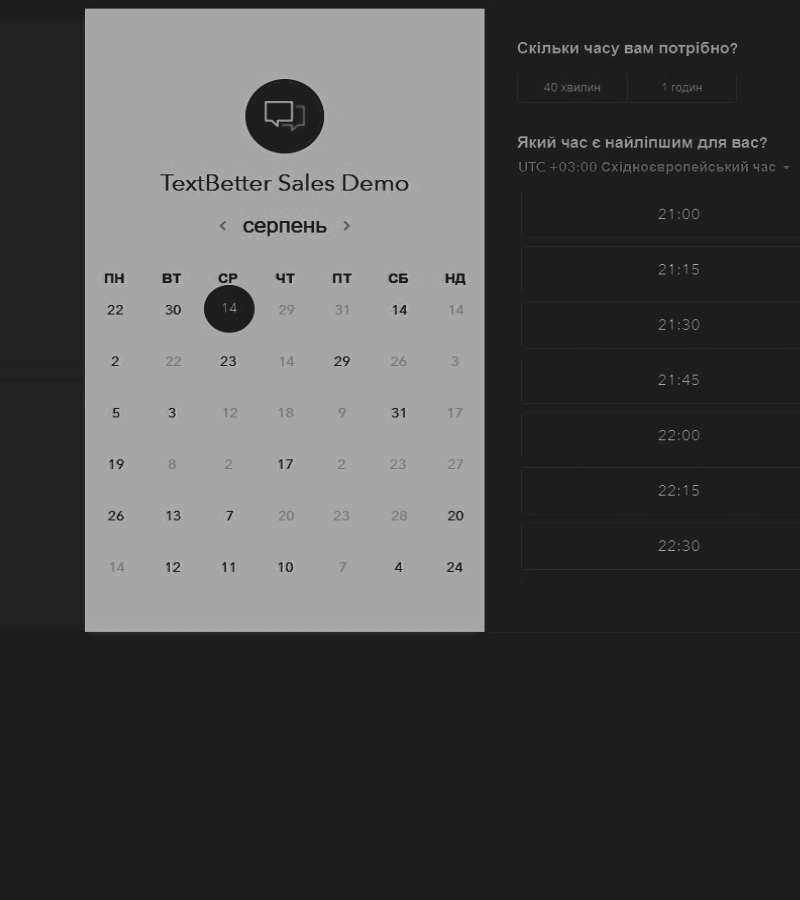 TextBetter Sales Demo
серпень
ПН ВТ СР ЧТ ПТ СБ НД
22 30 14 29 31 14 14
2 22 23 14 29 26 3
5 3 12 18 9 31 17
19 8 2 17 2 23 27
26 13 7 20 23 28 20
14 12 11 10 7 4 24
Скільки часу вам потрібно?
40 хвилин 1 годин
Який час є найліпшим для вас?
UTC +03:00 Східноєвропейський час
21:00
21:15
21:30
21:45
22:00
22:15
22:30